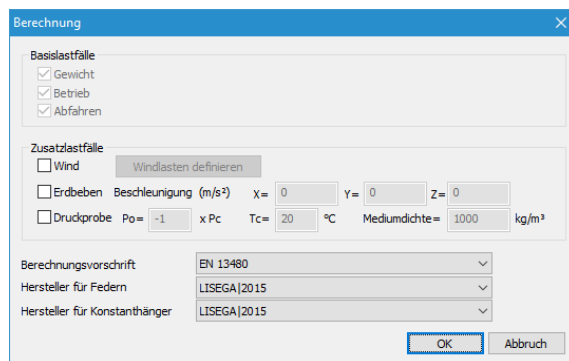 Berechnung
Basislastfälle
Gewicht
Betrieb
Abfahren
Zusatzlastfälle
Wind Windlasten definieren
Erdbeben Beschleunigung (m/s²) X= 0 Y= 0 Z= 0
Druckprobe Po= -1 x Pc Tc= 20 ºC Mediumdichte= 1000 kg/m³
Berechnungsvorschrift EN 13480
Hersteller für Federn LISEGA|2015
Hersteller für Konstanthänger LISEGA|2015
OK Abbruch